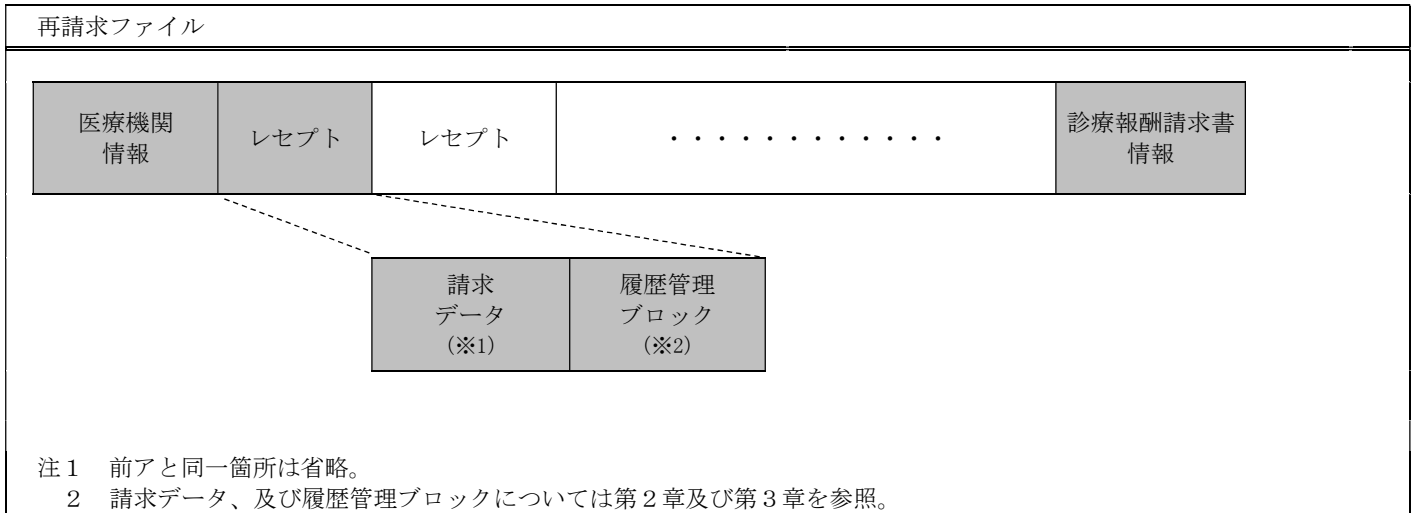 再請求ファイル
医療機関
情報
レセプト
レセプト
・・・・・・・・・・・・
診療報酬請求書
情報
請求
データ
(※1)
履歴管理
ブロック
(※2)
注１　前アと同一箇所は省略。
２　請求データ、及び履歴管理ブロックについては第２章及び第３章を参照。